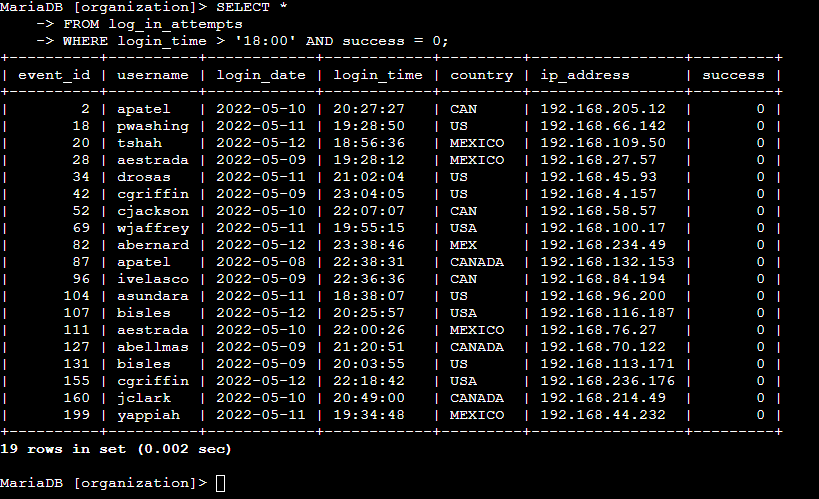 MariaDB [organization]> SELECT *
    -> FROM log_in_attempts
    -> WHERE login_time > '18:00' AND success = 0;
+----------+----------+------------+------------+---------+-----------------+---------+
| event_id | username | login_date | login_time | country | ip_address      | success |
+----------+----------+------------+------------+---------+-----------------+---------+
|        2 | apatel   | 2022-05-10 | 20:27:27   | CAN     | 192.168.205.12  |       0 |
|       18 | pwashing | 2022-05-11 | 19:28:50   | US      | 192.168.66.142  |       0 |
|       20 | tshah    | 2022-05-12 | 18:56:36   | MEXICO  | 192.168.109.50  |       0 |
|       28 | aestrada | 2022-05-09 | 19:28:12   | MEXICO  | 192.168.27.57   |       0 |
|       34 | drosas   | 2022-05-11 | 21:02:04   | US      | 192.168.45.93   |       0 |
|       42 | cgriffin | 2022-05-09 | 23:04:05   | US      | 192.168.4.157   |       0 |
|       52 | cjackson | 2022-05-10 | 22:07:07   | CAN     | 192.168.58.57   |       0 |
|       69 | wjaffrey | 2022-05-11 | 19:55:15   | USA     | 192.168.100.17  |       0 |
|       82 | abernard | 2022-05-12 | 23:38:46   | MEX     | 192.168.234.49  |       0 |
|       87 | apatel   | 2022-05-08 | 22:38:31   | CANADA  | 192.168.132.153 |       0 |
|       96 | ivelasco | 2022-05-09 | 22:36:36   | CAN     | 192.168.84.194  |       0 |
|      104 | asundara | 2022-05-11 | 18:38:07   | US      | 192.168.96.200  |       0 |
|      107 | bisles   | 2022-05-12 | 20:25:57   | USA     | 192.168.116.187 |       0 |
|      111 | aestrada | 2022-05-10 | 22:00:26   | MEXICO  | 192.168.76.27   |       0 |
|      127 | abellmas | 2022-05-09 | 21:20:51   | CANADA  | 192.168.70.122  |       0 |
|      131 | bisles   | 2022-05-09 | 20:03:55   | US      | 192.168.113.171 |       0 |
|      155 | cgriffin | 2022-05-12 | 22:18:42   | USA     | 192.168.236.176 |       0 |
|      160 | jclark   | 2022-05-10 | 20:49:00   | CANADA  | 192.168.214.49  |       0 |
|      199 | yappiah  | 2022-05-11 | 19:34:48   | MEXICO  | 192.168.44.232  |       0 |
+----------+----------+------------+------------+---------+-----------------+---------+
19 rows in set (0.002 sec)
MariaDB [organization]>